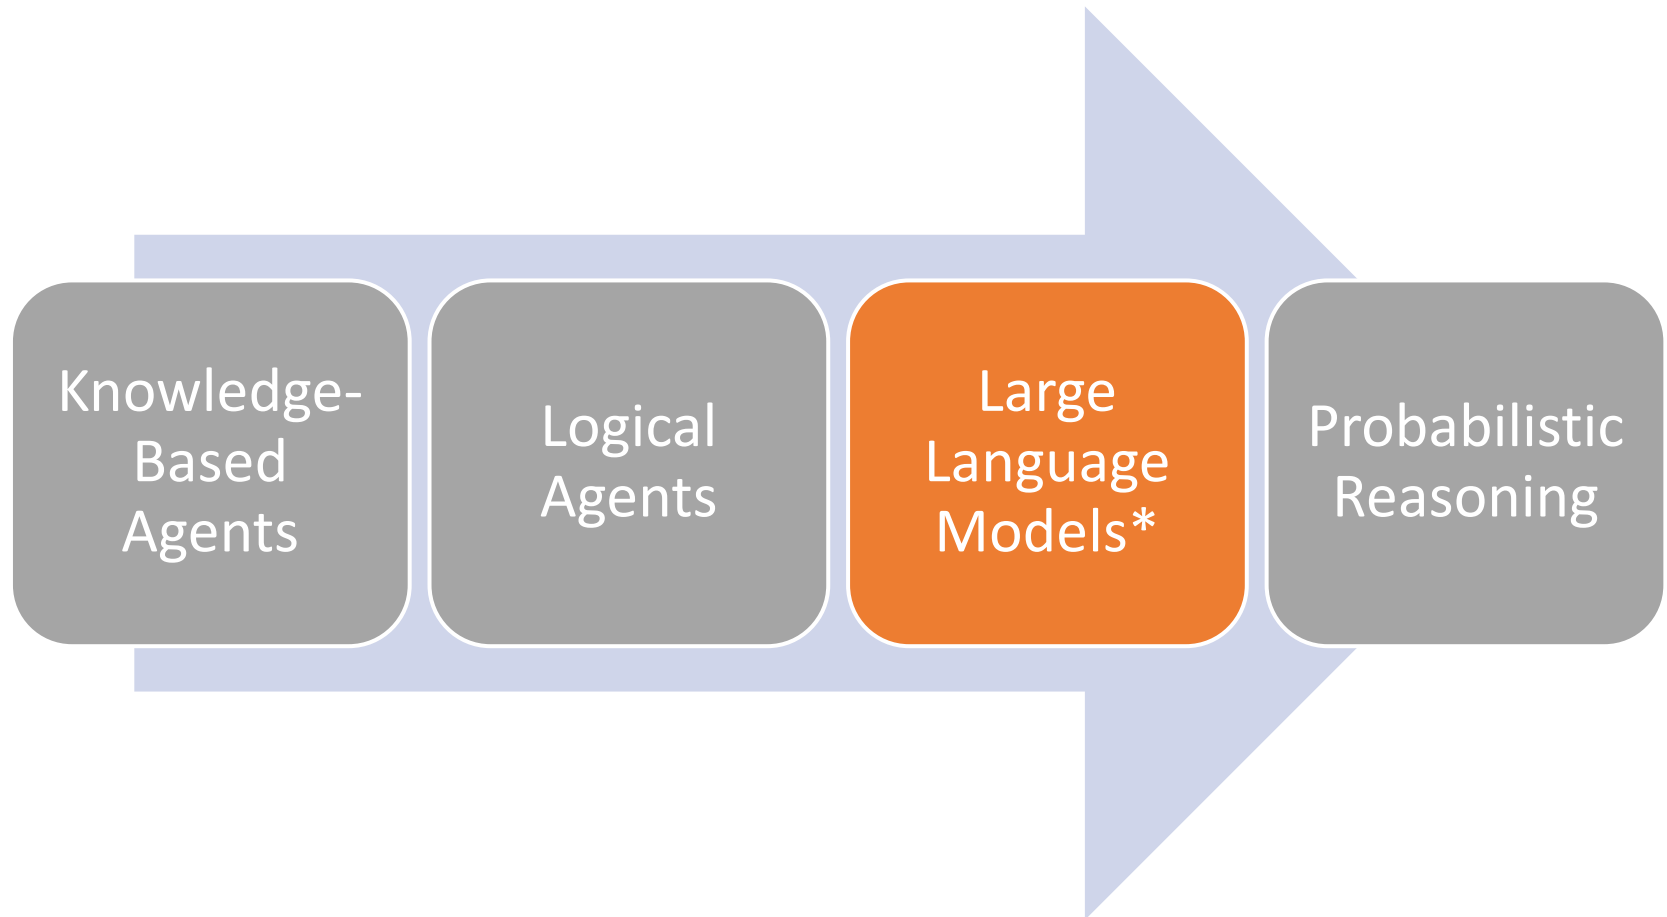 Knowledge-
Based
Agents
Logical
Agents
Large
Language
Models*
Probabilistic
Reasoning